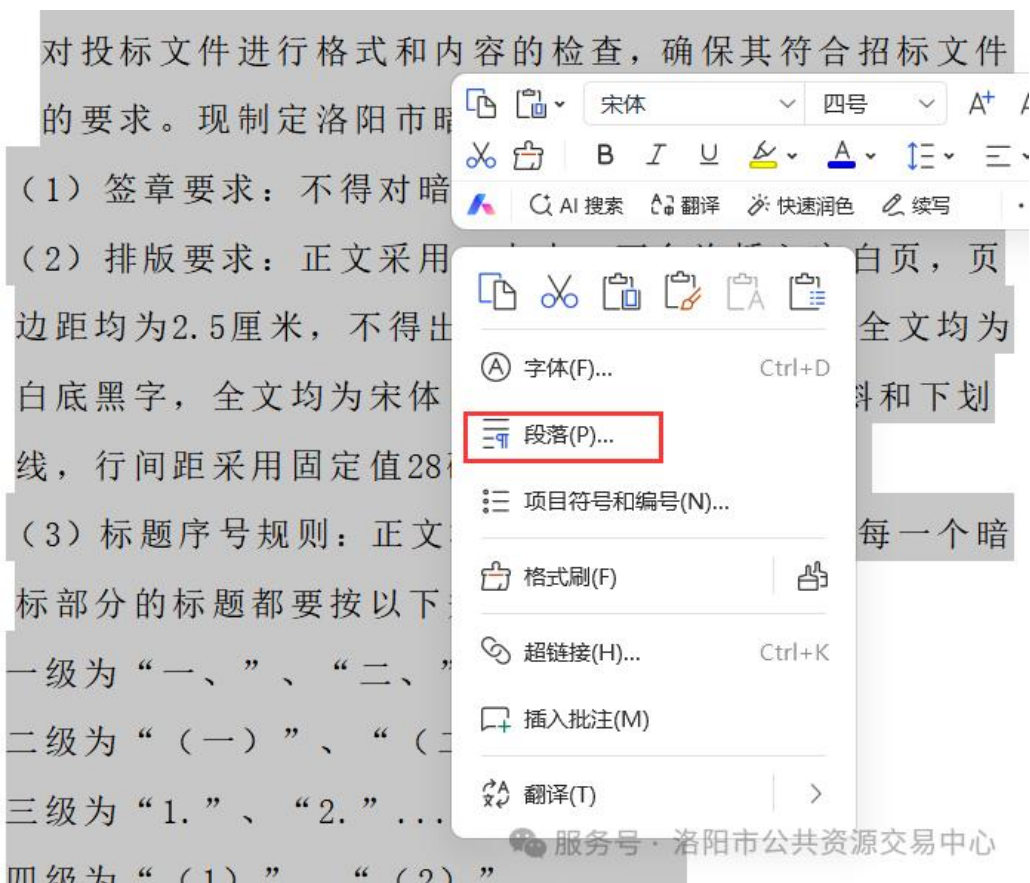 对投标文件进行格式和内容的检查，确保其符合招标文件
的要求。现制定洛阳市暗
宋体
四号
A+
（1）签章要求：不得对暗
B I U A
AI 搜索 翻译 快速润色 续写
（2）排版要求：正文采用
白页，页
边距均为2.5厘米，不得出
全文均为
字体(F)... Ctrl+D
白底黑字，全文均为宋体
和下划
段落(P)...
线，行间距采用固定值28
项目符号和编号(N)...
（3）标题序号规则：正文
每一个暗
格式刷(F)
标部分的标题都要按以下
超链接(H)... Ctrl+K
一级为“一、”、“二、”
插入批注(M)
二级为“（一）”、“（
翻译(T)
三级为“1.”、“2.”...
服务号 · 洛阳市公共资源交易中心
四级为“（1）”、“（2）”